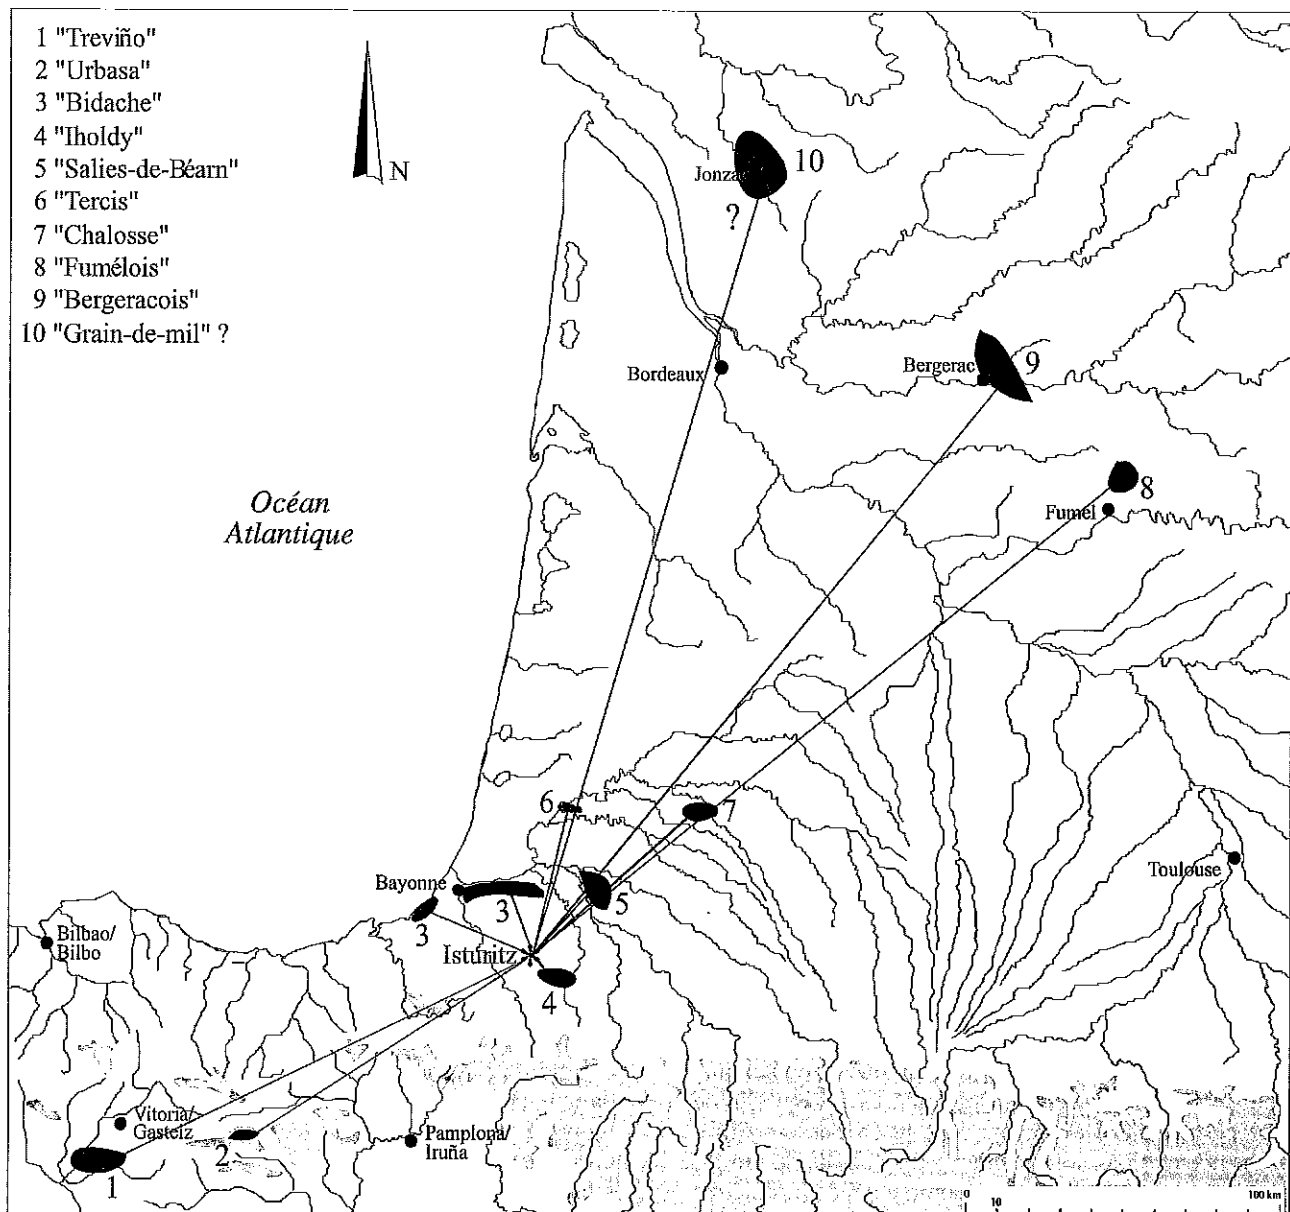 1 "Treviño"
2 "Urbasa"
3 "Bidache"
4 "Iholdy"
5 "Salies-de-Béarn"
6 "Tercis"
7 "Chalosse"
8 "Fumélois"
9 "Bergeracois"
10 "Grain-de-mil" ?
N
Jonza
10
?
Bordeaux
Bergerac
9
Océan
Atlantique
Fumel
8
6
7
Bayonne
3
3
5
Toulouse
Bilbao/
Bilbo
Isturitz
4
Vitoria/
Gasteiz
2
Pamplona/
Iruña
1
0
10
100 km